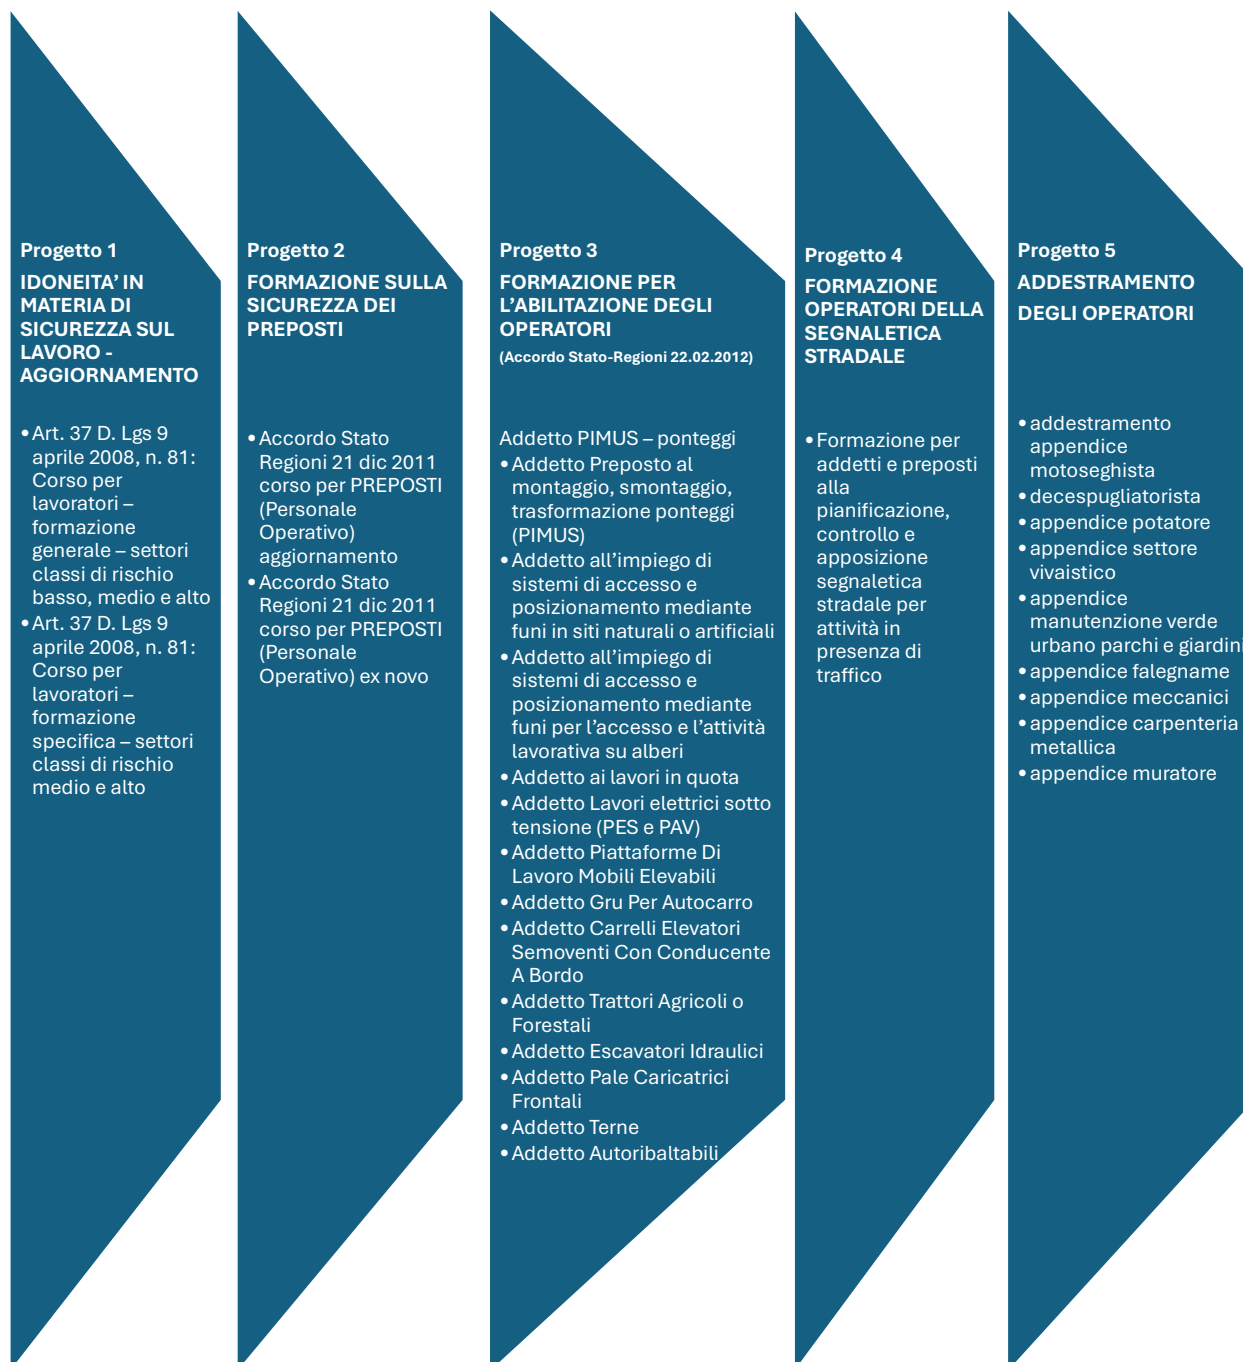 Progetto 1
IDONEITA’ IN
MATERIA DI
SICUREZZA SUL
LAVORO -
AGGIORNAMENTO
•Art. 37 D. Lgs 9
aprile 2008, n. 81:
Corso per
lavoratori –
formazione
generale – settori
classi di rischio
basso, medio e alto
•Art. 37 D. Lgs 9
aprile 2008, n. 81:
Corso per
lavoratori –
formazione
specifica – settori
classi di rischio
medio e alto
Progetto 2
FORMAZIONE SULLA
SICUREZZA DEI
PREPOSTI
•Accordo Stato
Regioni 21 dic 2011
corso per PREPOSTI
(Personale
Operativo)
aggiornamento
•Accordo Stato
Regioni 21 dic 2011
corso per PREPOSTI
(Personale
Operativo) ex novo
Progetto 3
FORMAZIONE PER
L’ABILITAZIONE DEGLI
OPERATORI
(Accordo Stato-Regioni 22.02.2012)
Addetto PIMUS – ponteggi
•Addetto Preposto al
montaggio, smontaggio,
trasformazione ponteggi
(PIMUS)
•Addetto all’impiego di
sistemi di accesso e
posizionamento mediante
funi in siti naturali o artificiali
•Addetto all’impiego di
sistemi di accesso e
posizionamento mediante
funi per l’accesso e l’attività
lavorativa su alberi
•Addetto ai lavori in quota
•Addetto Lavori elettrici sotto
tensione (PES e PAV)
•Addetto Piattaforme Di
Lavoro Mobili Elevabili
•Addetto Gru Per Autocarro
•Addetto Carrelli Elevatori
Semoventi Con Conducente
A Bordo
•Addetto Trattori Agricoli o
Forestali
•Addetto Escavatori Idraulici
•Addetto Pale Caricatrici
Frontali
•Addetto Terne
•Addetto Autoribaltabili
Progetto 4
FORMAZIONE
OPERATORI DELLA
SEGNALETICA
STRADALE
•Formazione per
addetti e preposti
alla
pianificazione,
controllo e
apposizione
segnaletica
stradale per
attività in
presenza di
traffico
Progetto 5
ADDESTRAMENTO
DEGLI OPERATORI
•addestramento
appendice
motoseghista
•decespugliatorista
•appendice potatore
•appendice settore
vivaistico
•appendice
manutenzione verde
urbano parchi e giardini
•appendice falegname
•appendice meccanici
•appendice carpenteria
metallica
•appendice muratore